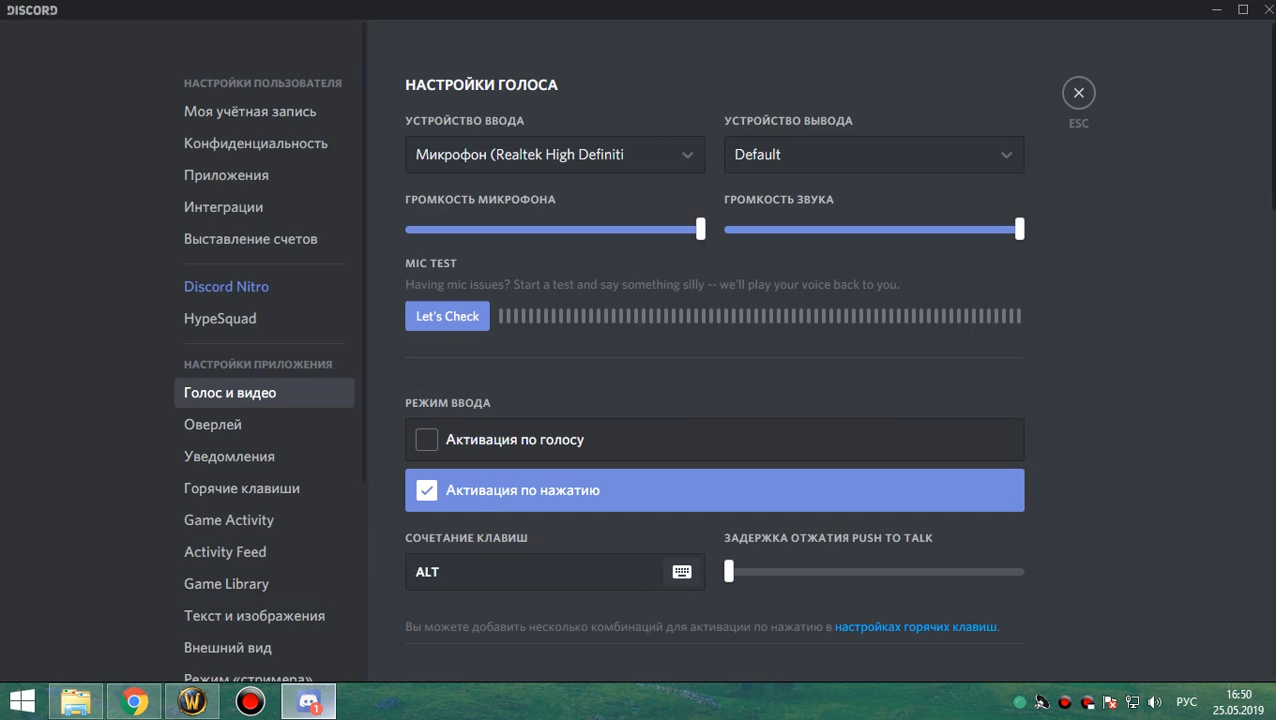 DISCORD
НАСТРОЙКИ ПОЛЬЗОВАТЕЛЯ
Моя учётная запись
Конфиденциальность
Приложения
Интеграции
Выставление счетов
Discord Nitro
HypeSquad
НАСТРОЙКИ ПРИЛОЖЕНИЯ
Голос и видео
Оверлей
Уведомления
Горячие клавиши
Game Activity
Activity Feed
Game Library
Текст и изображения
Внешний вид
Режим «стримера»
НАСТРОЙКИ ГОЛОСА
ESC
УСТРОЙСТВО ВВОДА
УСТРОЙСТВО ВЫВОДА
Микрофон (Realtek High Definiti
Default
ГРОМКОСТЬ МИКРОФОНА
ГРОМКОСТЬ ЗВУКА
MIC TEST
Having mic issues? Start a test and say something silly -- we'll play your voice back to you.
Let's Check
РЕЖИМ ВВОДА
Активация по голосу
Активация по нажатию
СОЧЕТАНИЕ КЛАВИШ
ЗАДЕРЖКА ОТЖАТИЯ PUSH TO TALK
ALT
Вы можете добавить несколько комбинаций для активации по нажатию в настройках горячих клавиш.
1
РУС
16:50
25.05.2019